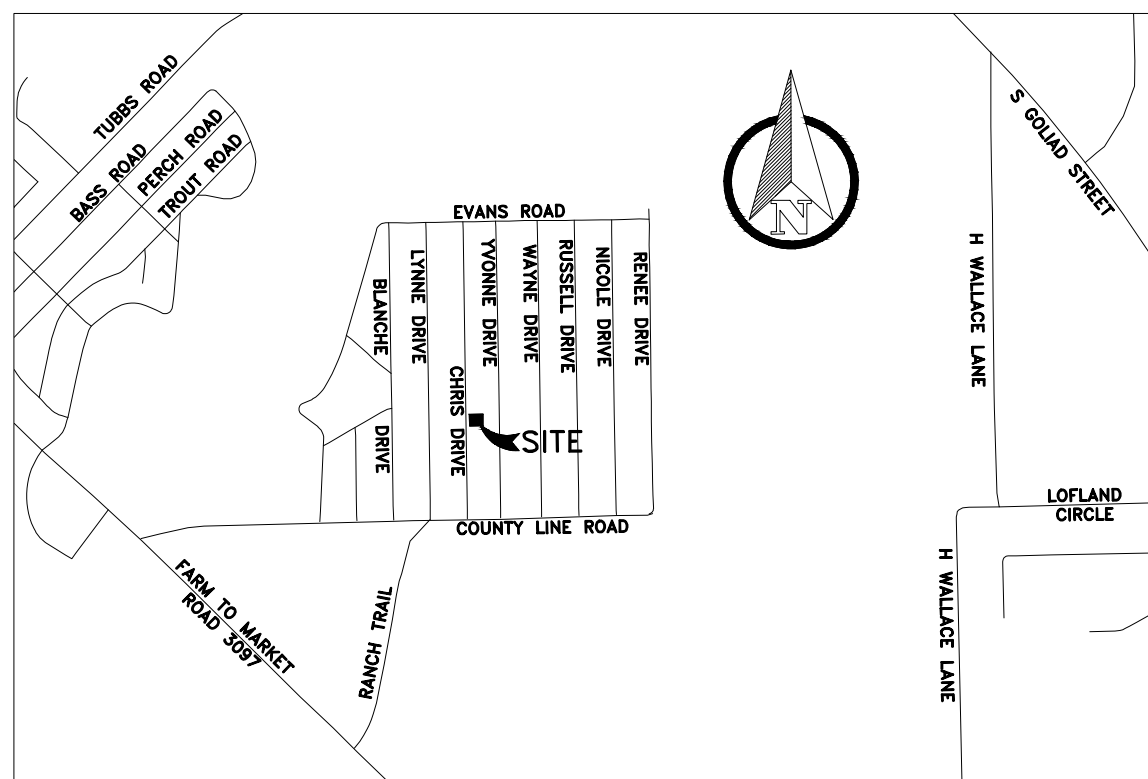 TUBBS ROAD
BASS ROAD
PERCH ROAD
TROUT ROAD
S GOLIAD STREET
N
EVANS ROAD
BLANCHE
DRIVE
LYNNE DRIVE
CHRIS DRIVE
YVONNE DRIVE
WAYNE DRIVE
RUSSELL DRIVE
NICOLE DRIVE
RENEE DRIVE
H WALLACE LANE
SITE
COUNTY LINE ROAD
LOFLAND
CIRCLE
H WALLACE LANE
FARM TO MARKET
ROAD 3097
RANCH TRAIL